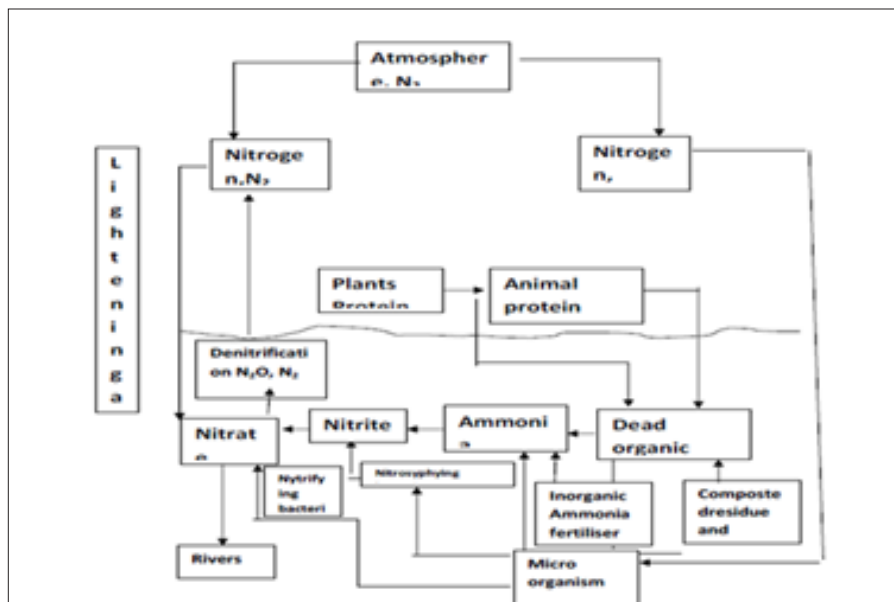 Atmospher
e, N₂
Nitroge
n,N₂
Nitroge
n,
L
i
g
h
t
e
n
i
n
g
a
Plants
Protein
Animal
protein
Denitrificati
on N₂O, N₂
Nitrat
e
Nitrite
Ammoni
a
Dead
organic
Nytrify
ing
bacteri
Nitrosyphying
Inorganic
Ammonia
fertiliser
Composte
dresidue
and
Rivers
Micro
organism